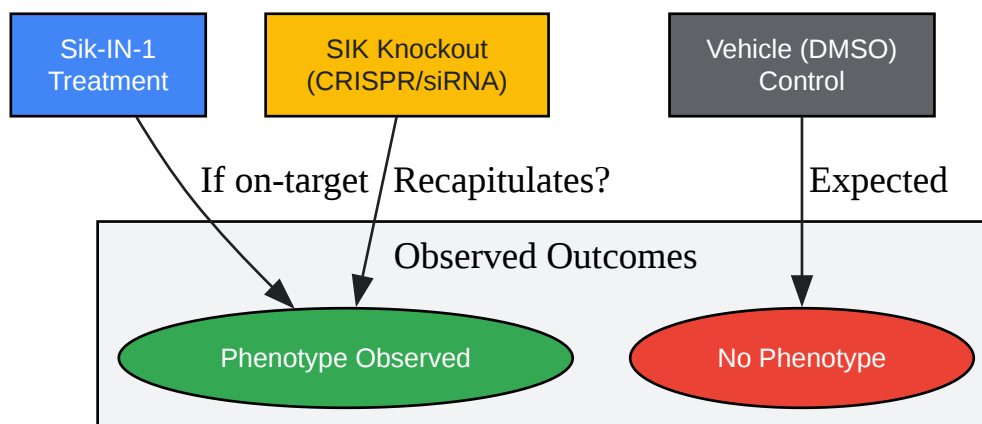 Sik-IN-1
Treatment
SIK Knockout
(CRISPR/siRNA)
Vehicle (DMSO)
Control
If on-target
Recapitulates?
Expected
Observed Outcomes
Phenotype Observed
No Phenotype